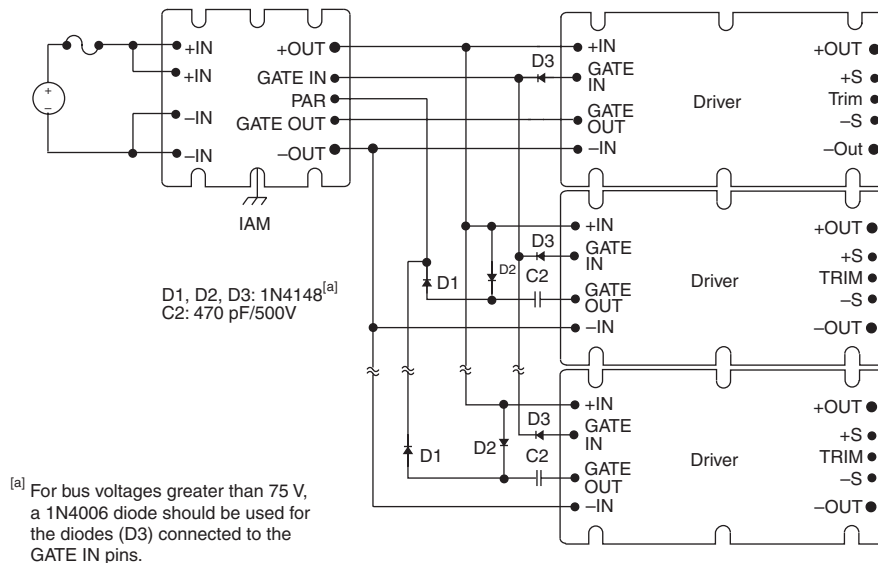 +IN
+IN
–IN
–IN
+OUT
GATE IN
PAR
GATE OUT
–OUT
IAM
D3
+IN
GATE
IN
GATE
OUT
–IN
Driver
+OUT
+S
Trim
–S
–Out
D1
D2
D3
C2
+IN
GATE
IN
GATE
OUT
–IN
Driver
+OUT
+S
TRIM
–S
–OUT
D1, D2, D3: 1N4148[a]
C2: 470 pF/500V
D1
D2
D3
C2
+IN
GATE
IN
GATE
OUT
–IN
Driver
+OUT
+S
TRIM
–S
–OUT
[a] For bus voltages greater than 75 V,
a 1N4006 diode should be used for
the diodes (D3) connected to the
GATE IN pins.